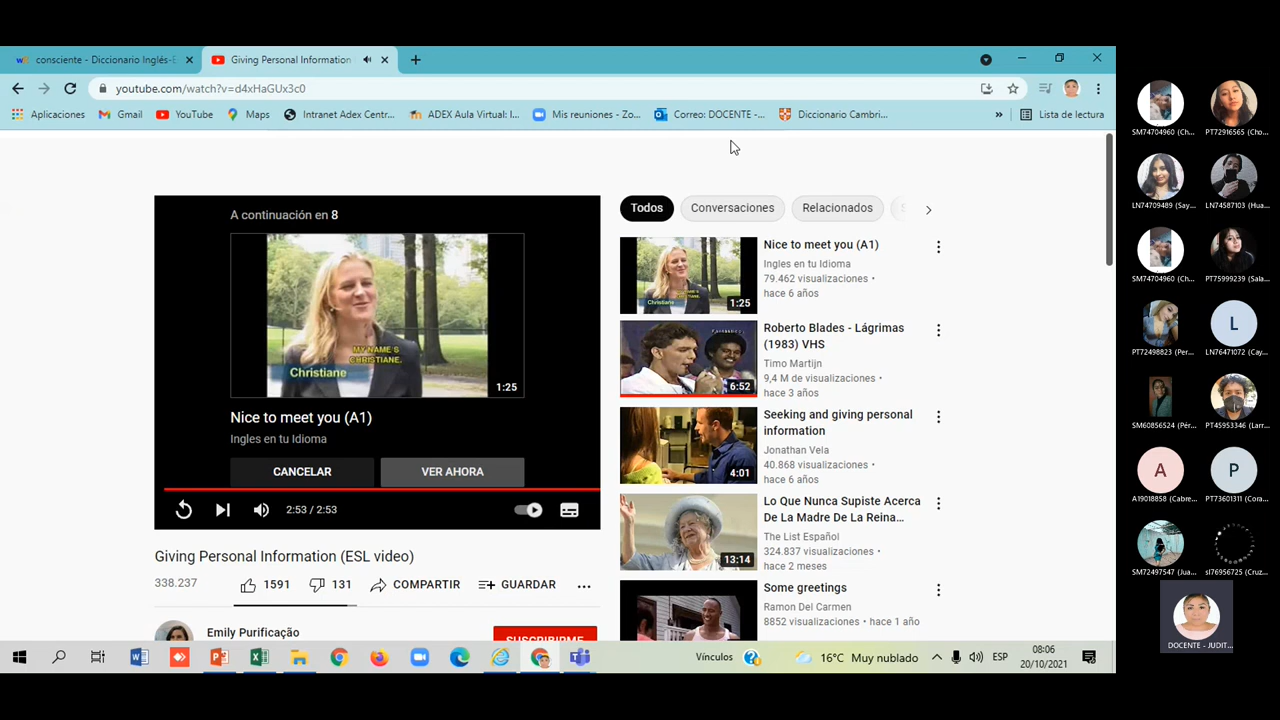 consciente - Diccionario Inglés-E
Giving Personal Information
youtube.com/watch?v=d4xHaGUx3c0
Aplicaciones
Gmail
YouTube
Maps
Intranet Adex Centr...
ADEX Aula Virtual: I...
Mis reuniones - Zo...
Correo: DOCENTE -...
Diccionario Cambri...
»
Lista de lectura
A continuación en 8
MY NAME'S
CHRISTIANE.
Christiane
1:25
Nice to meet you (A1)
Ingles en tu Idioma
CANCELAR
VER AHORA
2:53 / 2:53
Giving Personal Information (ESL video)
338.237
1591
131
COMPARTIR
GUARDAR
Emily Purificação
SUSCRIBIRME
Todos
Conversaciones
Relacionados
Christiane
1:25
Nice to meet you (A1)
Ingles en tu Idioma
79.462 visualizaciones •
hace 6 años
6:52
Roberto Blades - Lágrimas
(1983) VHS
Timo Martijn
9,4 M de visualizaciones •
hace 3 años
4:01
Seeking and giving personal
information
Jonathan Vela
40.868 visualizaciones •
hace 6 años
13:14
Lo Que Nunca Supiste Acerca
De La Madre De La Reina...
The List Español
324.837 visualizaciones •
hace 2 meses
Some greetings
Ramon Del Carmen
8852 visualizaciones • hace 1 año
Vínculos
16°C Muy nublado
ESP
08:06
20/10/2021
SM74704960 (Ch...
PT72916565 (Cho...
LN74709489 (Say...
LN74587103 (Hua...
SM74704960 (Ch...
PT75999239 (Sala...
PT72498823 (Per...
L
LN76471072 (Cay...
SM60856524 (Pér...
PT45953346 (Larr...
A
A19018858 (Cabre...
P
PT73601311 (Cora...
SM72497547 (Jua...
sI76956725 (Cruz...
DOCENTE - JUDIT...